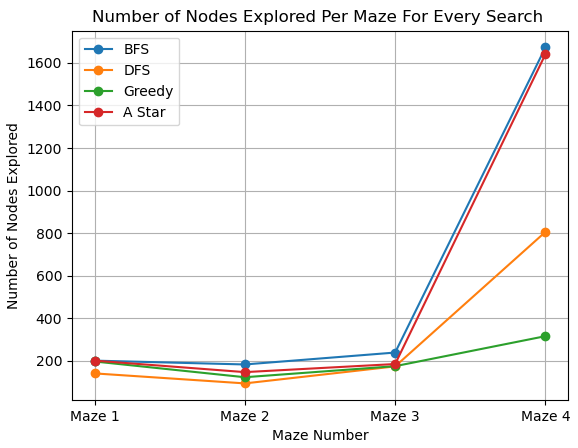 Number of Nodes Explored Per Maze For Every Search
BFS
DFS
Greedy
A Star
Number of Nodes Explored
1600
1400
1200
1000
800
600
400
200
Maze 1 Maze 2 Maze 3 Maze 4
Maze Number